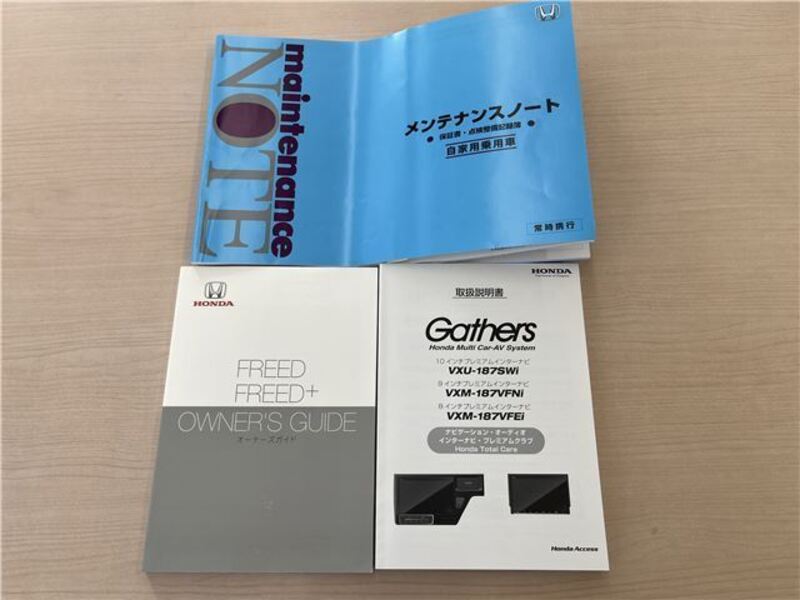 maintenance
NOTE
メンテナンスノート
● 保証書・点検整備記録簿 ●
自家用乗用車
常時携行
HONDA
FREED
FREED+
OWNER'S GUIDE
オーナーズガイド
HONDA
取扱説明書
Gathers
Honda Multi Car-AV System
10インチプレミアムインターナビ
VXU-187SWi
9インチプレミアムインターナビ
VXM-187VFNi
8インチプレミアムインターナビ
VXM-187VFEi
ナビゲーション・オーディオ
インターナビ・プレミアムクラブ
Honda Total Care
Honda Access